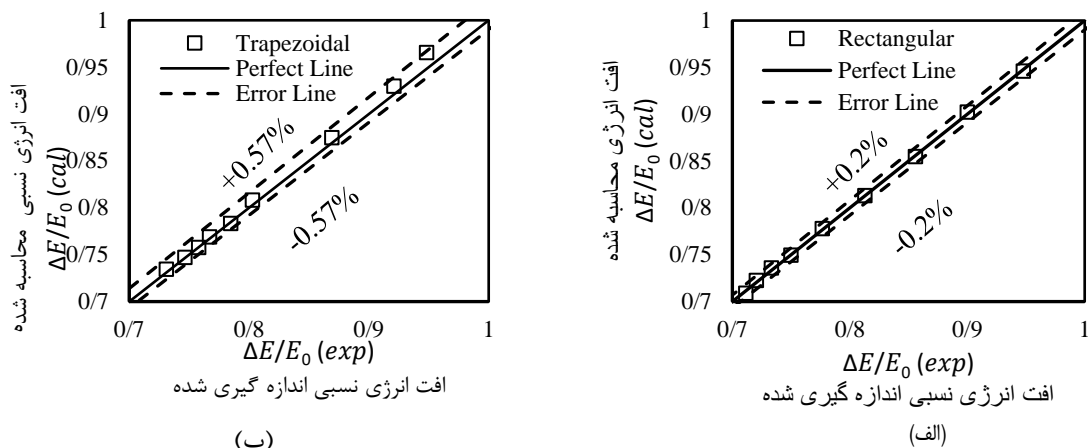 1
0/95
0/9
0/85
0/8
0/75
0/7
0/7
0/8
0/9
1
Rectangular
Perfect Line
Error Line
+0.2%
-0.2%
افت انرژی نسبی محاسبه شده
ΔE/E₀ (cal)
ΔE/E₀ (exp)
افت انرژی نسبی اندازه گیری شده
(الف)
1
0/95
0/9
0/85
0/8
0/75
0/7
0/7
0/8
0/9
1
Trapezoidal
Perfect Line
Error Line
+0.57%
-0.57%
افت انرژی نسبی محاسبه شده
ΔE/E₀ (cal)
ΔE/E₀ (exp)
افت انرژی نسبی اندازه گیری شده
(ب)